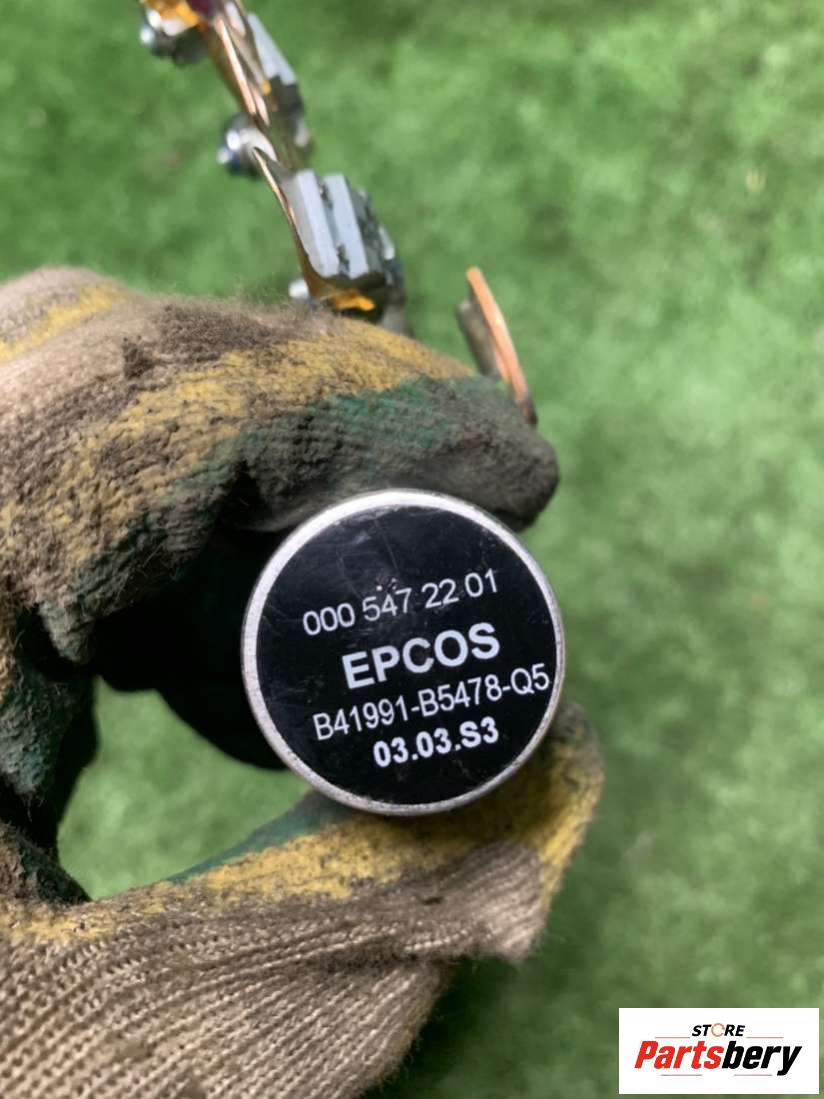 000 547 22 01
EPCOS
B41991-B5478-Q5
03.03.S3
STORE
Partsbery